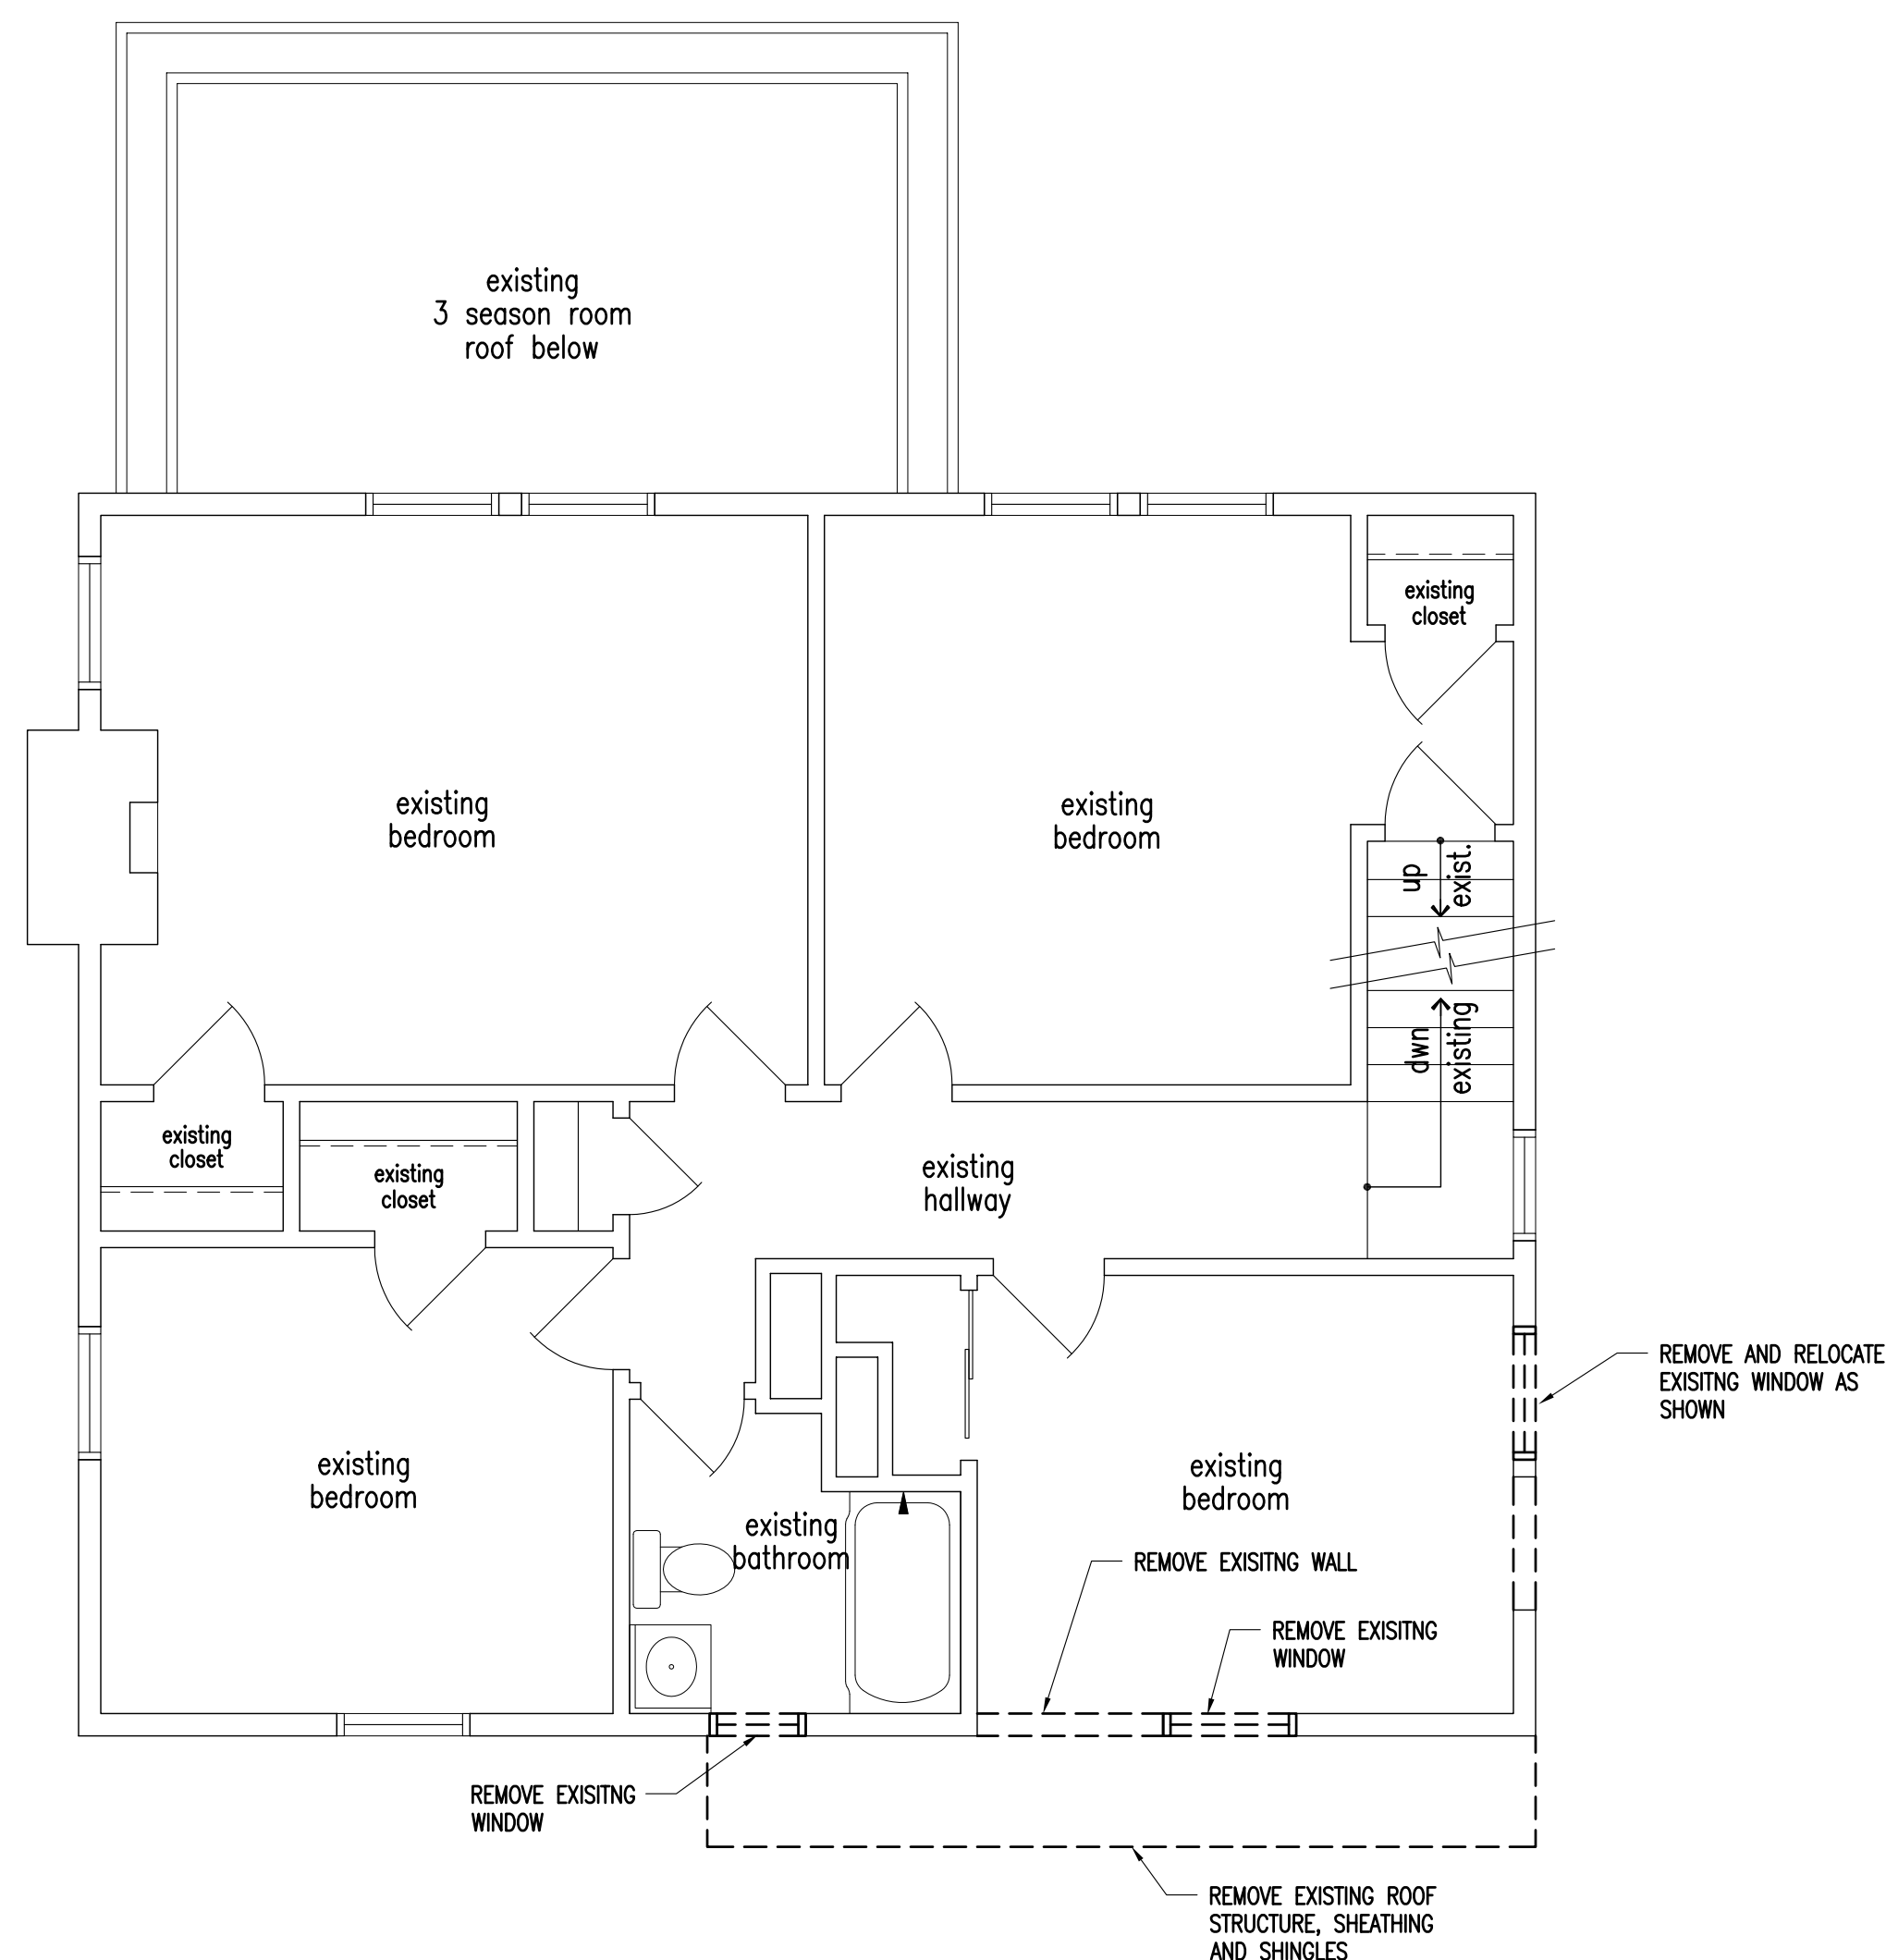 existing
3 season room
roof below
existing
closet
existing
bedroom
existing
bedroom
up
exist.
dwn
existing
existing
closet
existing
closet
existing
hallway
REMOVE AND RELOCATE
EXISITNG WINDOW AS
SHOWN
existing
bedroom
existing
bathroom
existing
bedroom
REMOVE EXISITNG WALL
REMOVE EXISITNG
WINDOW
REMOVE EXISITNG
WINDOW
REMOVE EXISTING ROOF
STRUCTURE, SHEATHING
AND SHINGLES